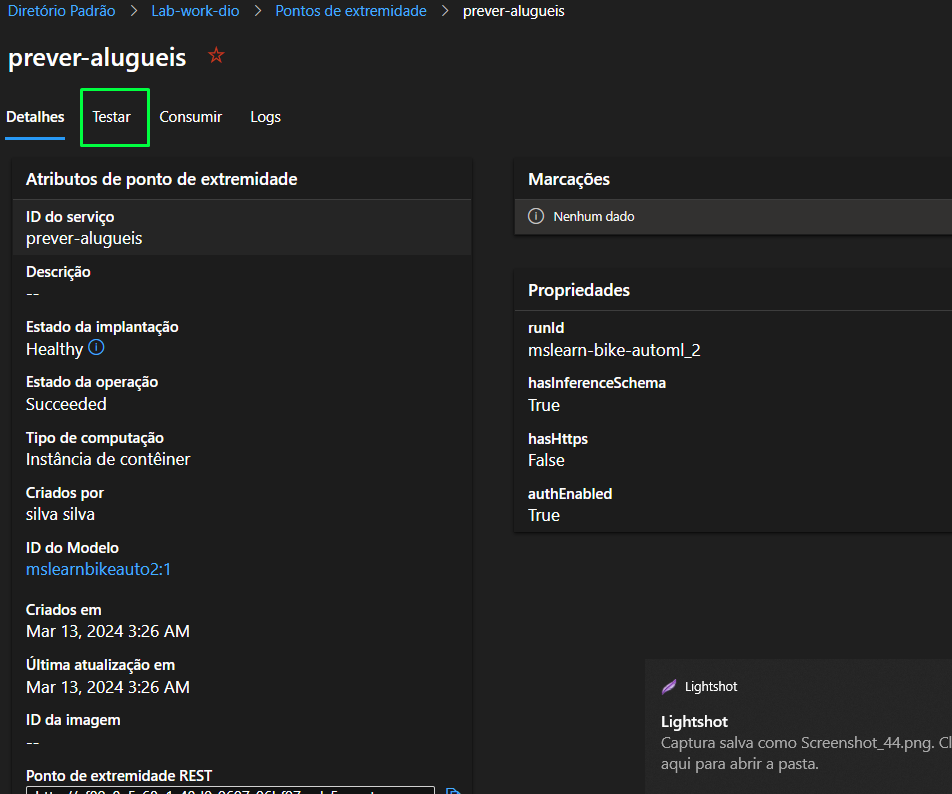 Diretório Padrão > Lab-work-dio > Pontos de extremidade > prever-alugueis
prever-alugueis
Detalhes Testar Consumir Logs
Atributos de ponto de extremidade
ID do serviço
prever-alugueis
Descrição
--
Estado da implantação
Healthy
Estado da operação
Succeeded
Tipo de computação
Instância de contêiner
Criados por
silva silva
ID do Modelo
mslearnbikeauto2:1
Criados em
Mar 13, 2024 3:26 AM
Última atualização em
Mar 13, 2024 3:26 AM
ID da imagem
--
Ponto de extremidade REST
Marcações
Nenhum dado
Propriedades
runId
mslearn-bike-automl_2
hasInferenceSchema
True
hasHttps
False
authEnabled
True
Lightshot
Lightshot
Captura salva como Screenshot_44.png. Cl
aqui para abrir a pasta.